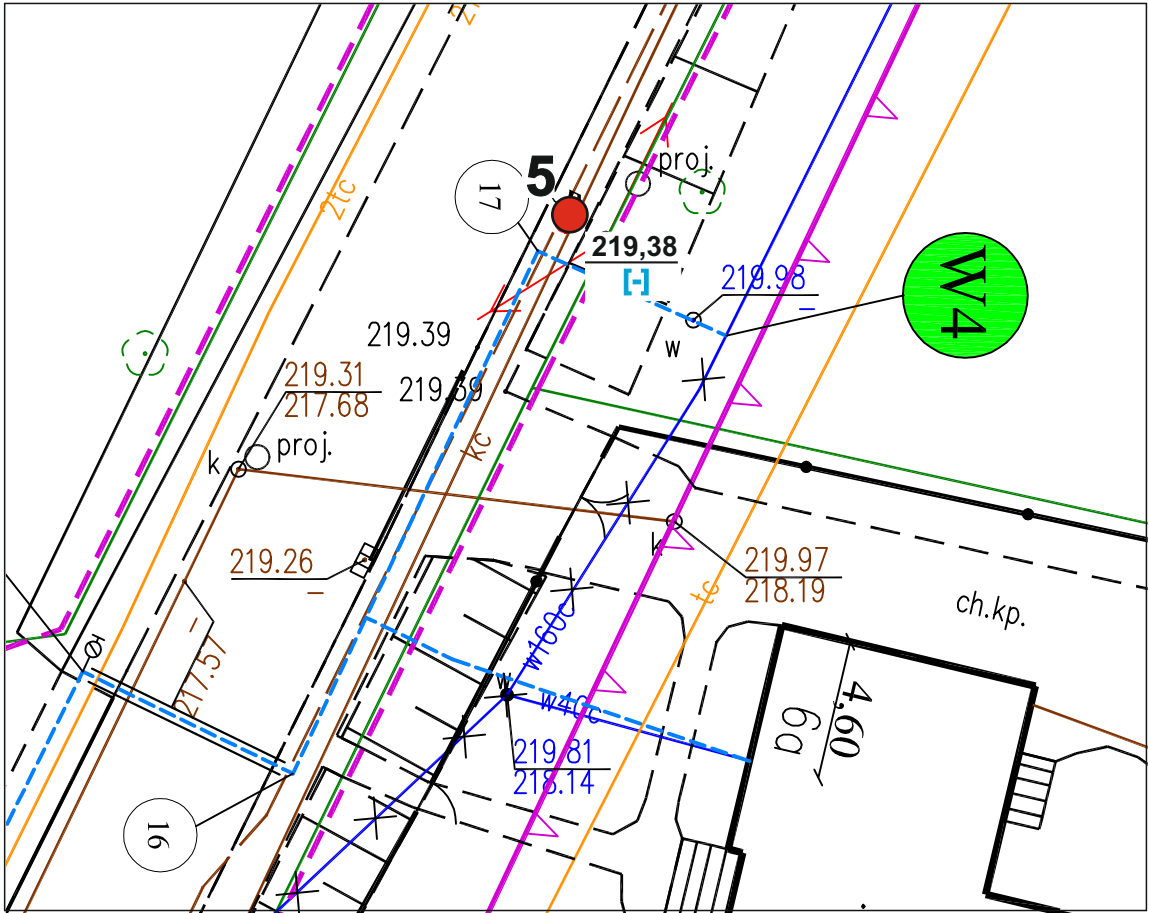 2tc
17
5
proj.
219,38
[-]
219.98
–
W4
w
219.39
219.31
217.68
219.39
proj.
k
kc
219.26
–
k
219.97
218.19
tc
ch.kp.
w160c
–
217.57
w
w40c
219.81
218.14
4,60
6a
16